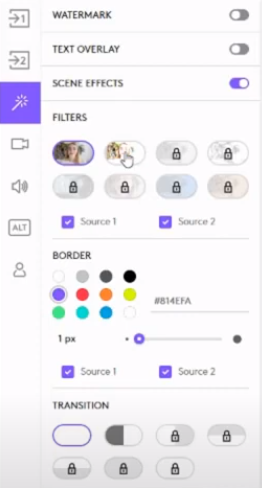 1
WATERMARK
2
TEXT OVERLAY
SCENE EFFECTS
FILTERS
Source 1 Source 2
BORDER
#814EFA
1 px
ALT
Source 1 Source 2
TRANSITION